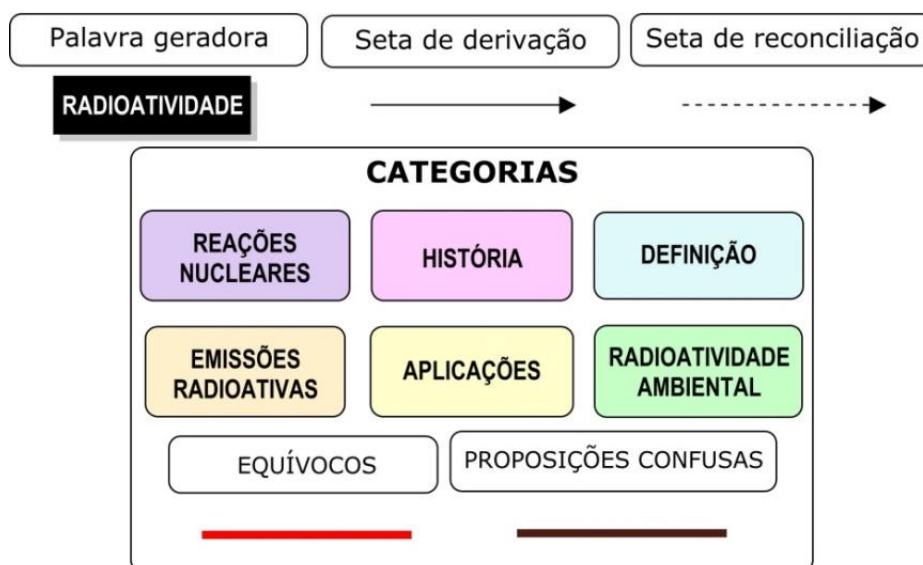 Palavra geradora
Seta de derivação
Seta de reconciliação
RADIOATIVIDADE
CATEGORIAS
REAÇÕES
NUCLEARES
HISTÓRIA
DEFINIÇÃO
EMISSÕES
RADIOATIVAS
APLICAÇÕES
RADIOATIVIDADE
AMBIENTAL
EQUÍVOCOS
PROPOSIÇÕES CONFUSAS